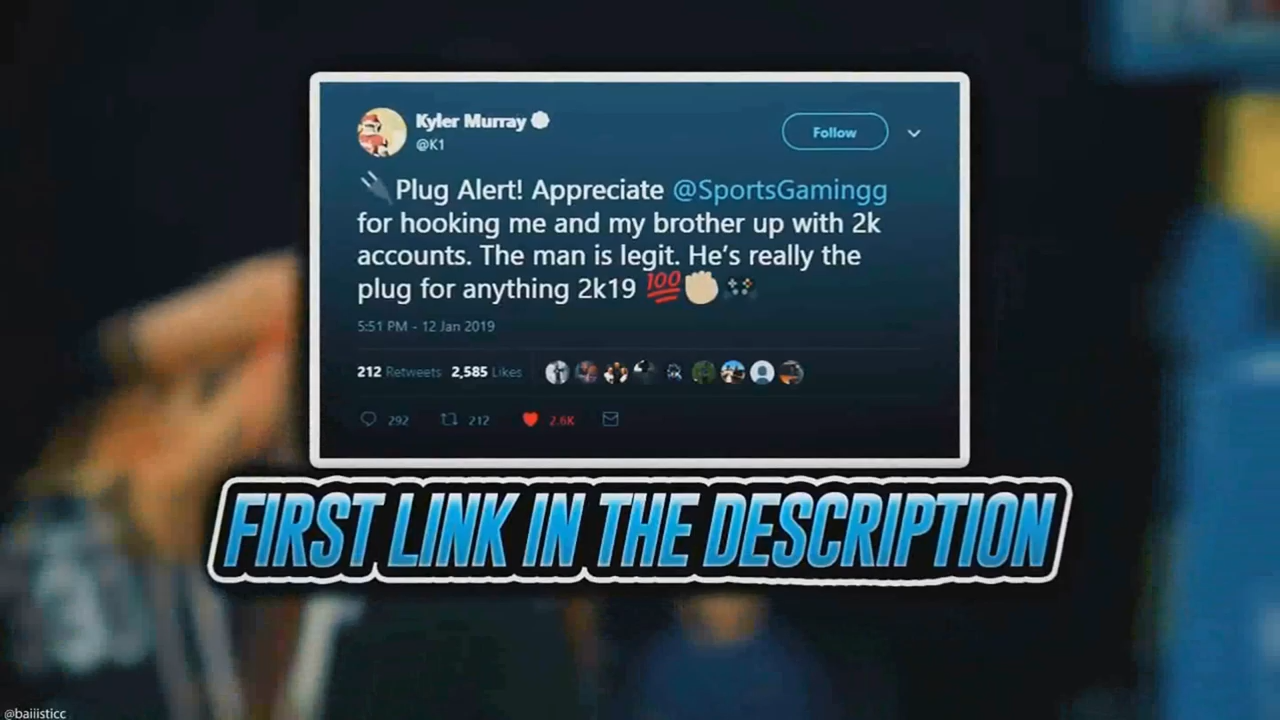 Kyler Murray
@K1
Follow
Plug Alert! Appreciate @SportsGamingg
for hooking me and my brother up with 2k
accounts. The man is legit. He's really the
plug for anything 2k19 💯✊🏼🎮
5:51 PM - 12 Jan 2019
212 Retweets 2,585 Likes
292 212 2.6K
FIRST LINK IN THE DESCRIPTION
@baiiisticc